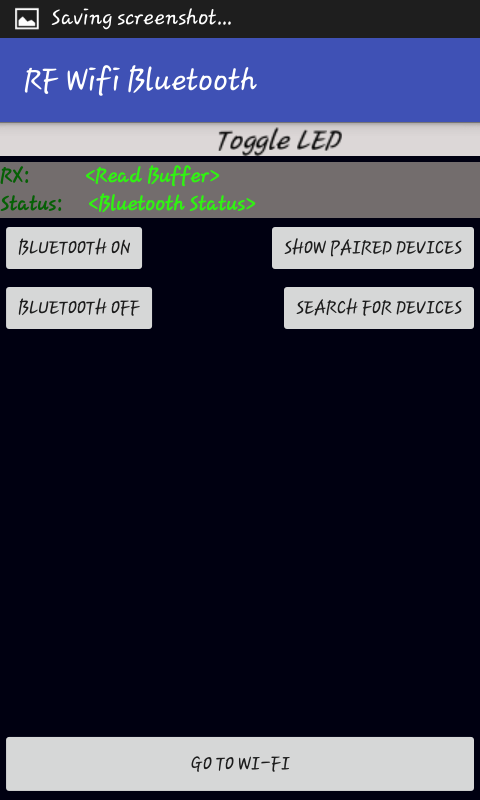 Saving screenshot...
RF Wifi Bluetooth
Toggle LED
RX: <Read Buffer>
Status: <Bluetooth Status>
BLUETOOTH ON SHOW PAIRED DEVICES
BLUETOOTH OFF SEARCH FOR DEVICES
GO TO WI-FI